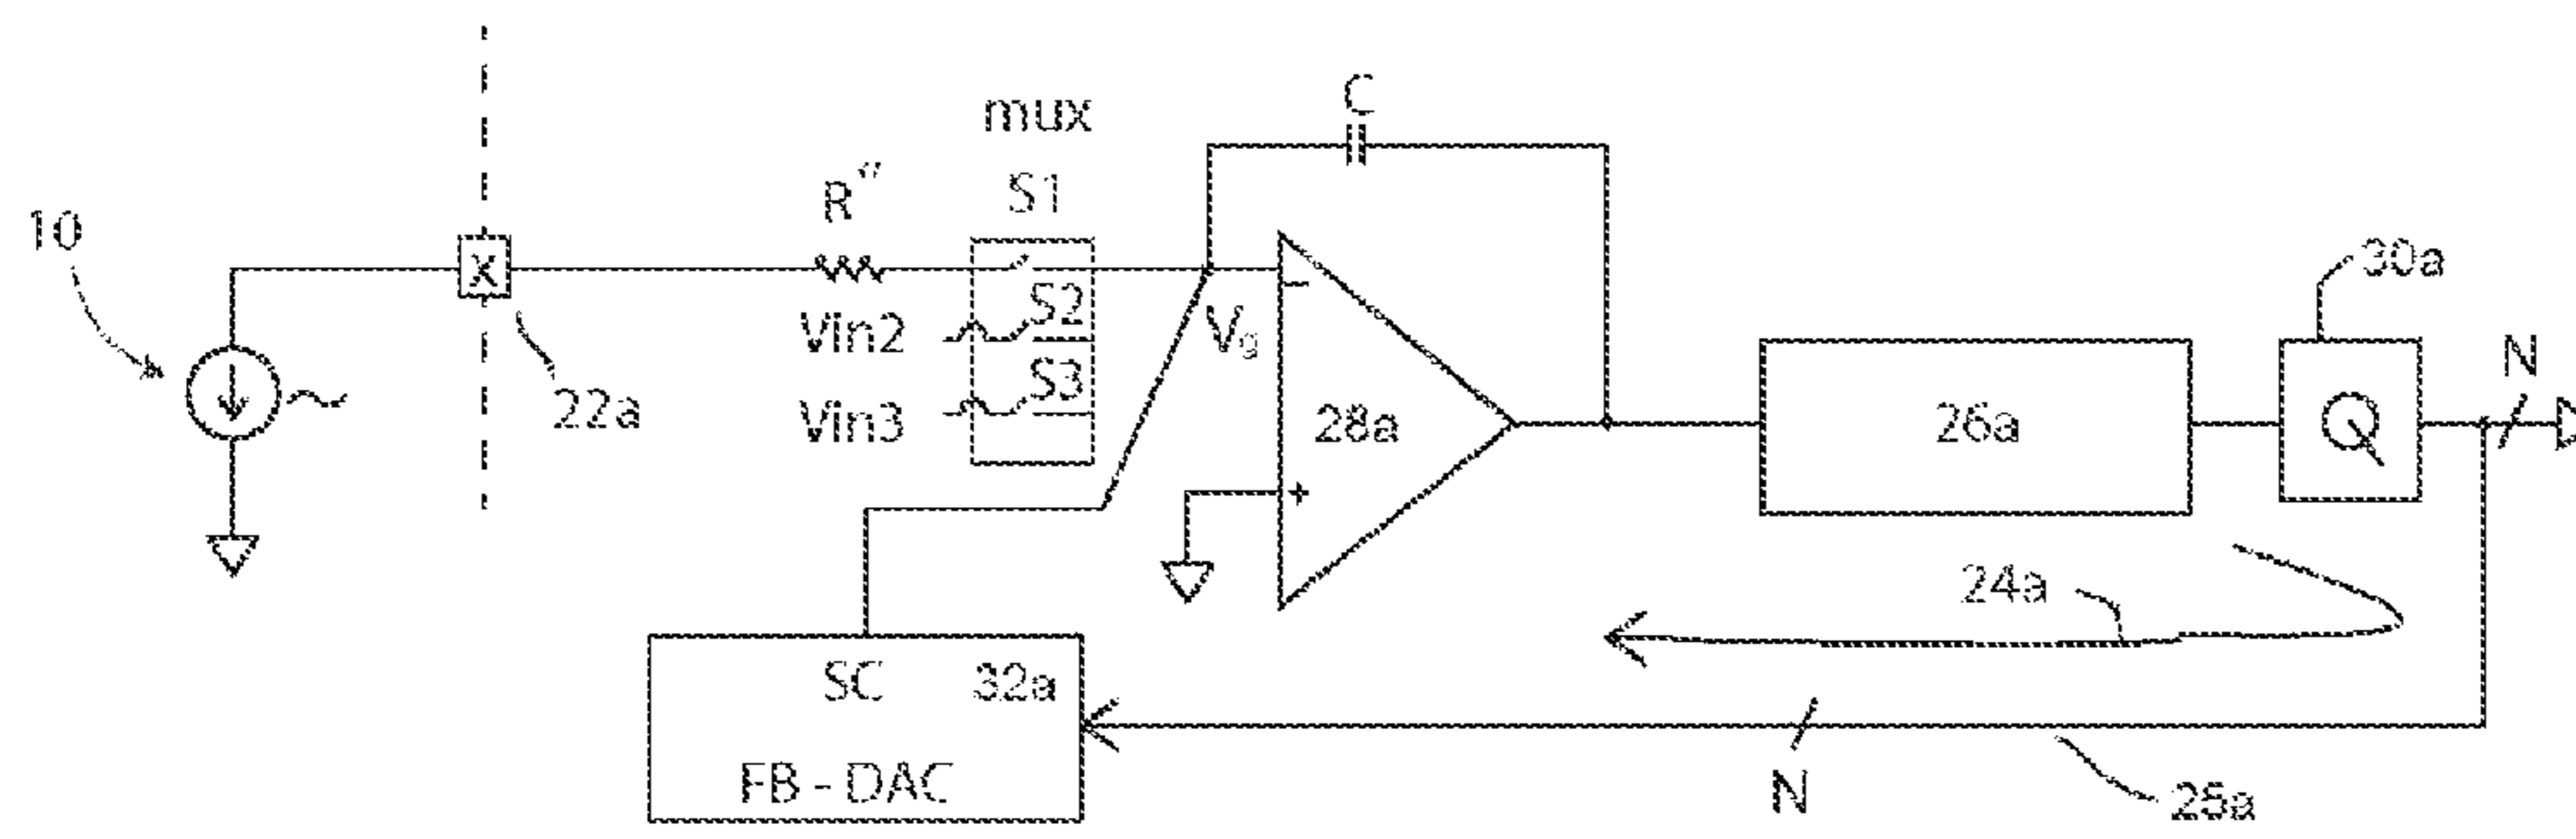 C
mux
R"
S1
10
X
30a
S2
Vin2
Vg
N
S3
22a
Vin3
28a
26a
Q
−
+
24a
SC
32a
FB - DAC
N
25a